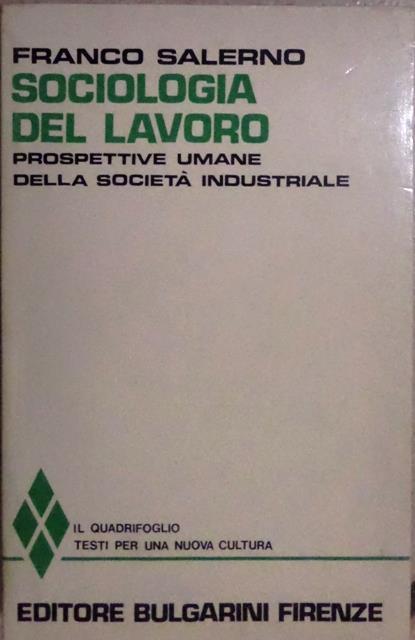 FRANCO SALERNO
SOCIOLOGIA
DEL LAVORO
PROSPETTIVE UMANE
DELLA SOCIETÀ INDUSTRIALE
IL QUADRIFOGLIO
TESTI PER UNA NUOVA CULTURA
EDITORE BULGARINI FIRENZE